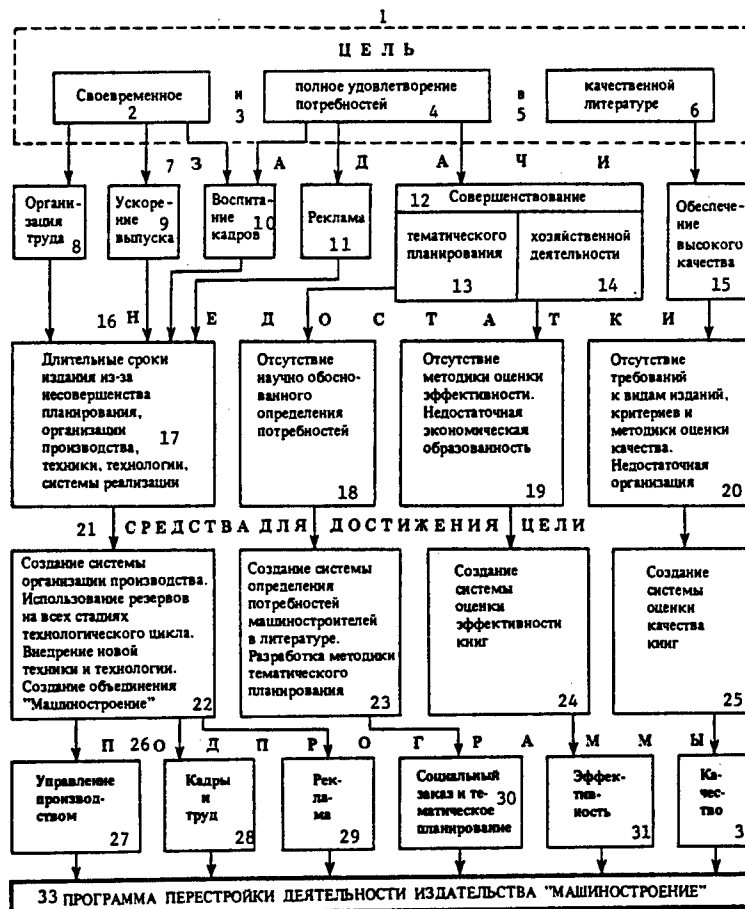 1
ЦЕЛЬ
Своевременное
2
и
3
полное удовлетворение
потребностей
4
в
5
качественной
литературе
6
7 ЗАДАЧИ
Органи-
зация
труда
8
Ускоре-
ние
выпуска
9
Воспита-
ние
кадров
10
Реклама
11
12 Совершенствование
тематического
планирования
13
хозяйственной
деятельности
14
Обеспече-
ние
высокого
качества
15
16 НЕДОСТАТКИ
Длительные сроки
издания из-за
несовершенства
планирования,
организации
производства,
техники, технологии,
системы реализации
17
Отсутствие
научно обосно-
ванного
определения
потребностей
18
Отсутствие
методики оценки
эффективности.
Недостаточная
экономическая
образованность
19
Отсутствие
требований
к видам изданий,
критериев и
методики оценки
качества.
Недостаточная
организация
20
21 СРЕДСТВА ДЛЯ ДОСТИЖЕНИЯ ЦЕЛИ
Создание системы
организации производства.
Использование резервов
на всех стадиях
технологического цикла.
Внедрение новой
техники и технологии.
Создание объединения
"Машиностроение"
22
Создание системы
определения
потребностей
машиностроителей
в литературе.
Разработка методики
тематического
планирования
23
Создание
системы
оценки
эффективности
книг
24
Создание
системы
оценки
качества
книг
25
26 ПОДПРОГРАММЫ
Управление
производ-
ством
27
Кадры
и
труд
28
Рек-
ла-
ма
29
Социальный
заказ и те-
матическое
планирование
30
Эффек-
тив-
ность
31
Ка-
чес-
тво
3
33 ПРОГРАММА ПЕРЕСТРОЙКИ ДЕЯТЕЛЬНОСТИ ИЗДАТЕЛЬСТВА "МАШИНОСТРОЕНИЕ"